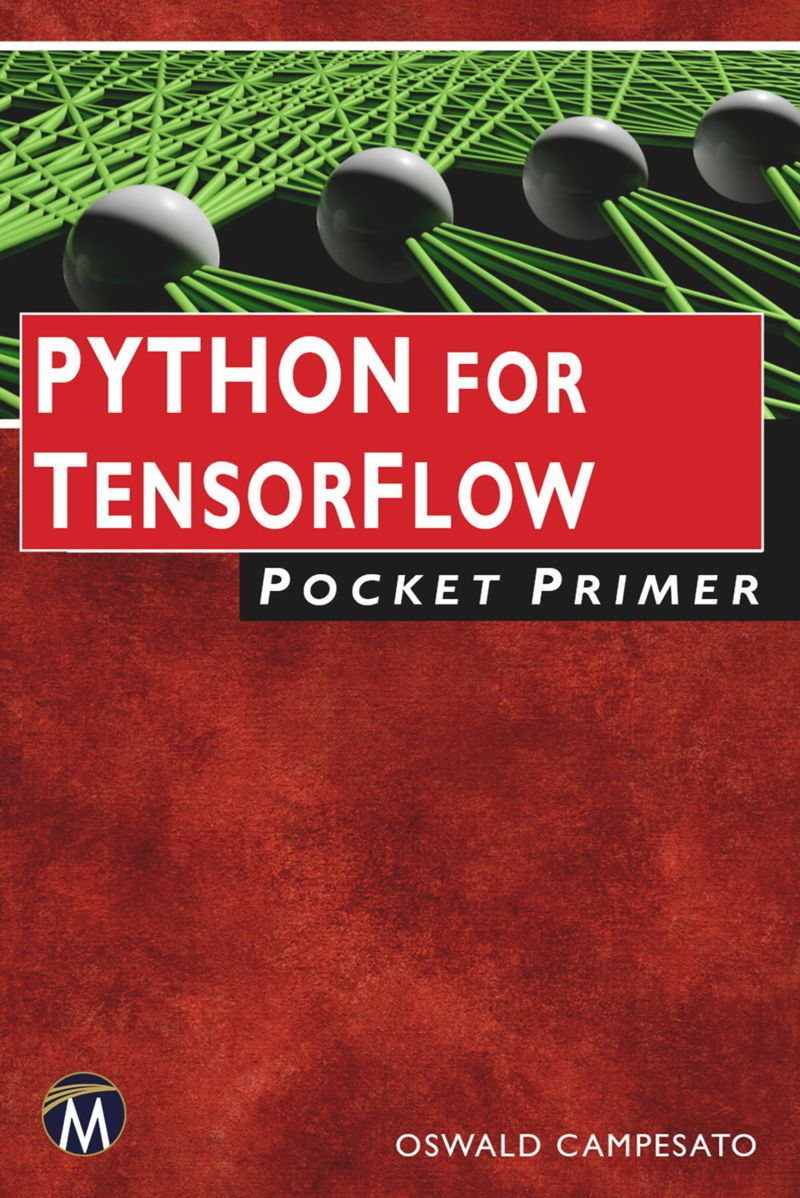 PYTHON FOR
TENSORFLOW
POCKET PRIMER
M
OSWALD CAMPESATO